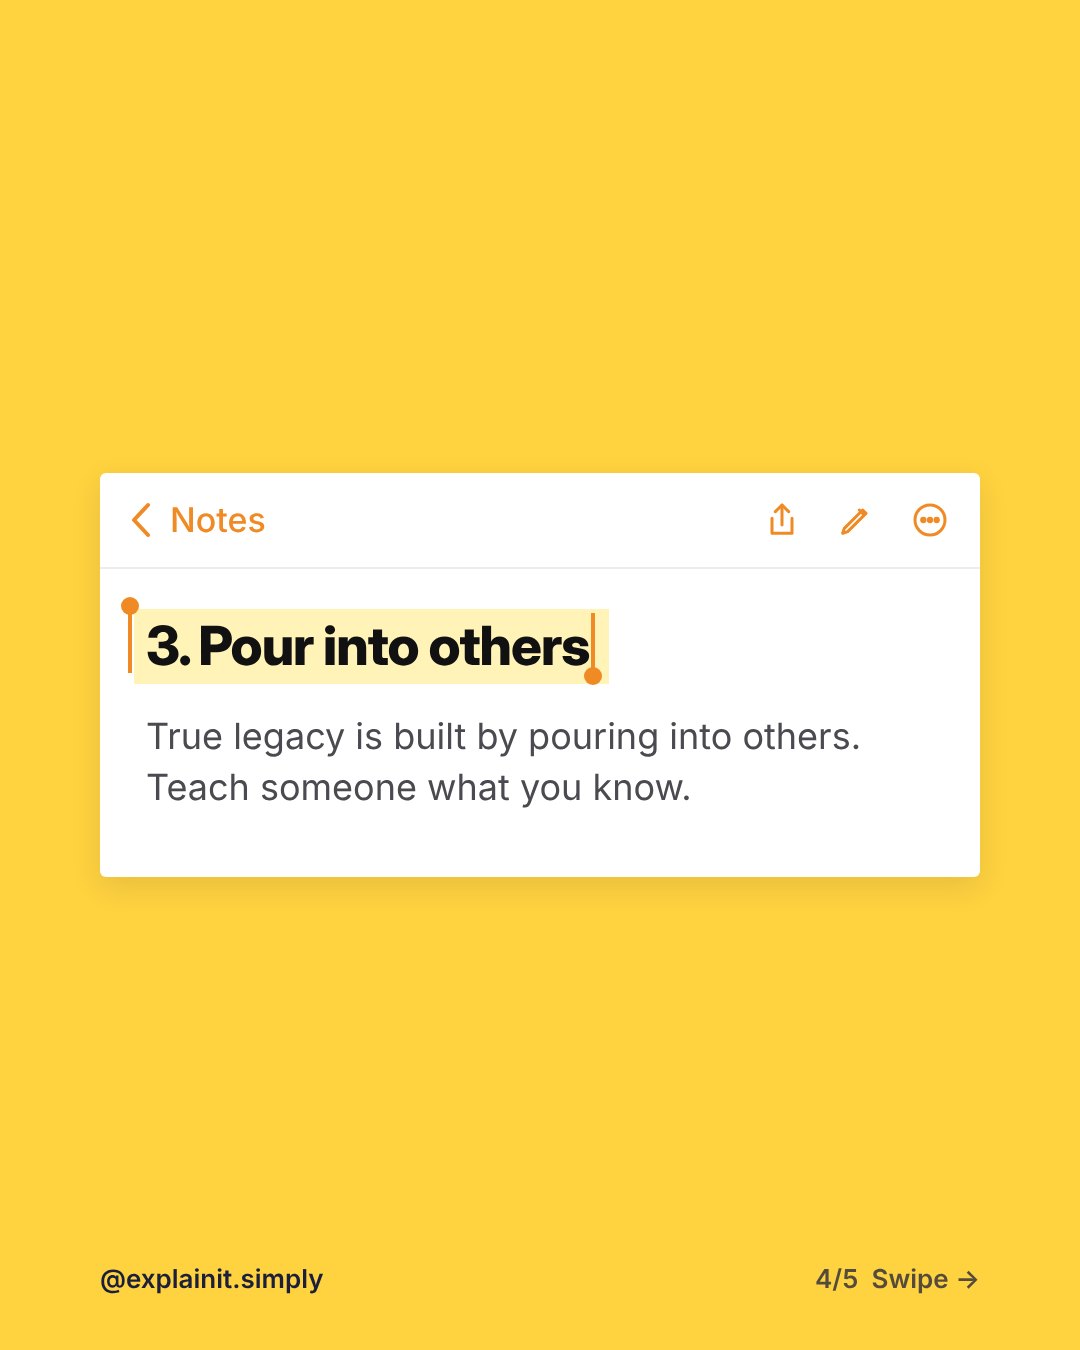 Notes
3. Pour into others
True legacy is built by pouring into others.
Teach someone what you know.
@explainit.simply
4/5 Swipe →